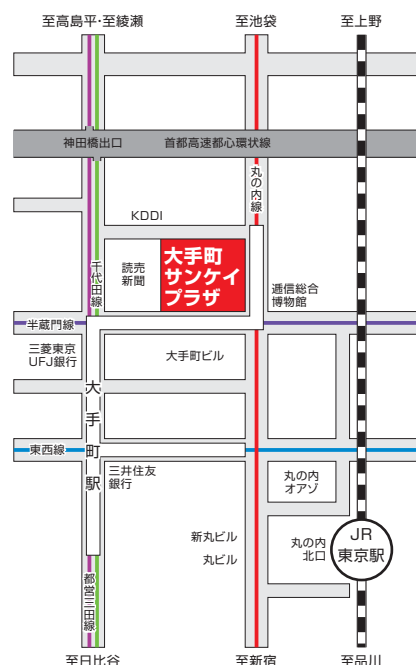 至高島平・至綾瀬
至池袋
至上野
神田橋出口
首都高速都心環状線
丸の内線
KDDI
千代田線
読売
新聞
大手町
サンケイ
プラザ
逓信総合
博物館
半蔵門線
三菱東京
UFJ銀行
大手町ビル
大手町駅
東西線
三井住友
銀行
丸の内
オアゾ
新丸ビル
丸ビル
丸の内
北口
JR
東京駅
都営三田線
至日比谷
至新宿
至品川